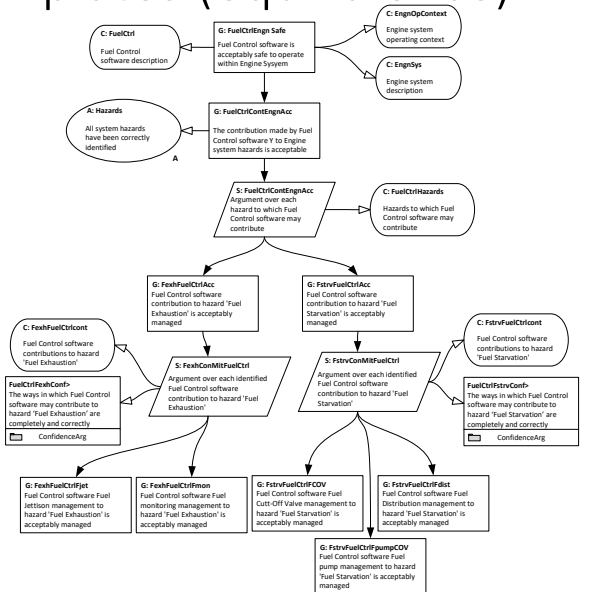 C: FuelCtrl
Fuel Control
software description
G: FuelCtrlEngn Safe
Fuel Control software is
acceptably safe to operate
within Engine Sysyem
C: EngnOpContext
Engine system
operating context
C: EngnSys
Engine system
description
A: Hazards
All system hazards
have been correctly
identified
A
G: FuelCtrlContEngnAcc
The contribution made by Fuel
Control software Y to Engine
system hazards is acceptable
S: FuelCtrlContEngnAcc
Argument over each
hazard to which Fuel
Control software may
contribute
C: FuelCtrlHazards
Hazards to which Fuel
Control software may
contribute
G: FexhFuelCtrlAcc
Fuel Control software
contribution to hazard 'Fuel
Exhaustion' is acceptably
managed
G: FstrvFuelCtrlAcc
Fuel Control software
contribution to hazard 'Fuel
Starvation' is acceptably
managed
C: FexhFuelCtrlcont
Fuel Control software
contributions to hazard
'Fuel Exhaustion'
S: FexhConMitFuelCtrl
Argument over each identified
Fuel Control software
contribution to hazard 'Fuel
Exhaustion'
S: FstrvConMitFuelCtrl
Argument over each identified
Fuel Control software
contribution to hazard 'Fuel
Starvation'
C: FstrvFuelCtrlcont
Fuel Control software
contributions to hazard
'Fuel Starvation'
FuelCtrlFexhConf>
The ways in which Fuel Control
software may contribute to
hazard 'Fuel Exhaustion' are
completely and correctly
ConfidenceArg
FuelCtrlFstrvConf>
The ways in which Fuel Control
software may contribute to
hazard 'Fuel Starvation' are
completely and correctly
ConfidenceArg
G: FexhFuelCtrlFjet
Fuel Control software Fuel
Jettison management to
hazard 'Fuel Exhaustion' is
acceptably managed
G: FexhFuelCtrlFmon
Fuel Control software Fuel
monitoring management to
hazard 'Fuel Exhaustion' is
acceptably managed
G: FstrvFuelCtrlFCOV
Fuel Control software Fuel
Cutt-Off Valve management to
hazard 'Fuel Starvation' is
acceptably managed
G: FstrvFuelCtrlFdist
Fuel Control software Fuel
Distribution management to
hazard 'Fuel Starvation' is
acceptably managed
G: FstrvFuelCtrlFpumpCOV
Fuel Control software Fuel
pump management to hazard
'Fuel Starvation' is acceptably
managed